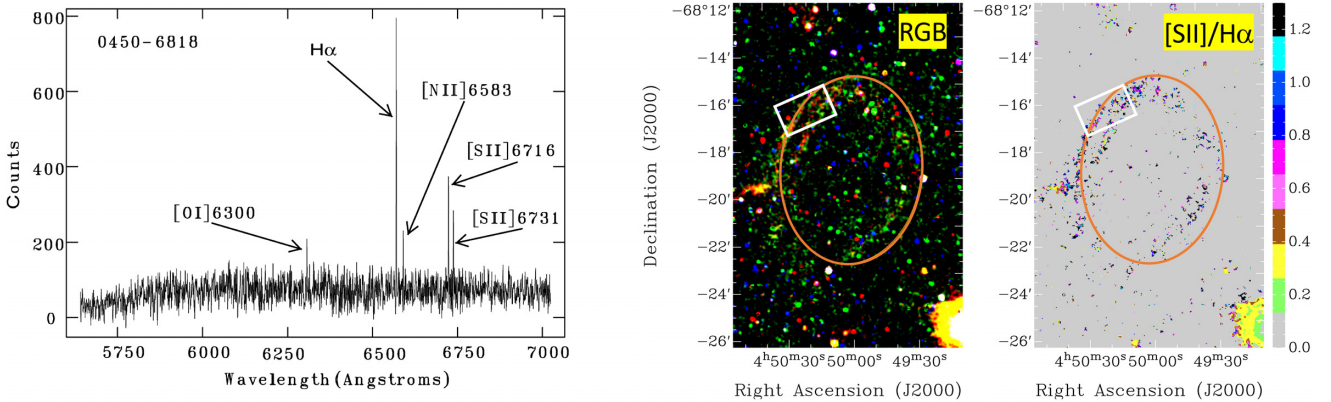 800
600
400
200
0
Counts
0450-6818
Hα
[NII]6583
[SII]6716
[OI]6300
[SII]6731
5750 6000 6250 6500 6750 7000
Wavelength(Angstroms)
RGB
−68°12′
−14′
−16′
−18′
−20′
−22′
−24′
−26′
Declination (J2000)
4ʰ50ᵐ30ˢ 50ᵐ00ˢ 49ᵐ30ˢ
Right Ascension (J2000)
[SII]/Hα
−68°12′
−14′
−16′
−18′
−20′
−22′
−24′
−26′
4ʰ50ᵐ30ˢ 50ᵐ00ˢ 49ᵐ30ˢ
Right Ascension (J2000)
1.2
1.0
0.8
0.6
0.4
0.2
0.0